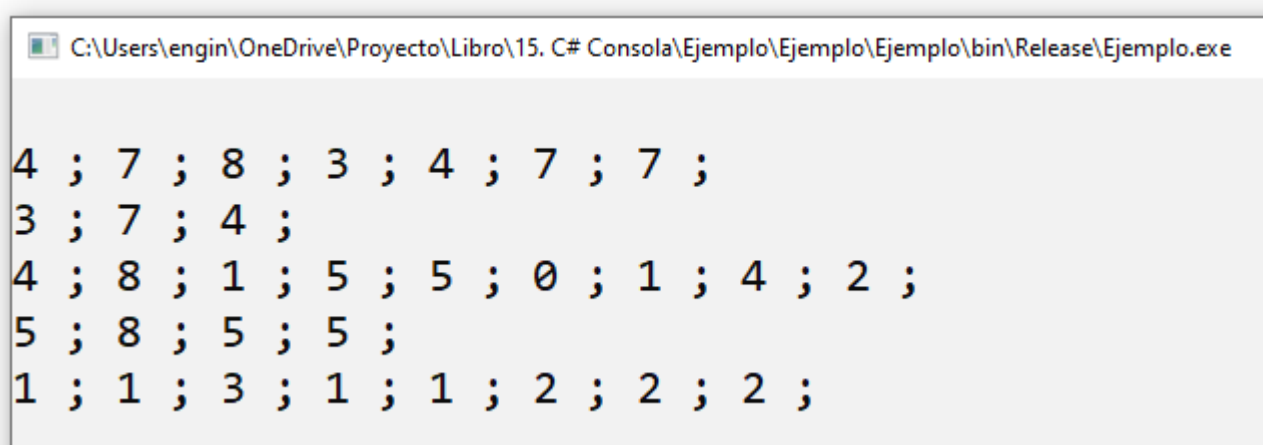 C:\Users\engin\OneDrive\Proyecto\Libro\15. C# Consola\Ejemplo\Ejemplo\Ejemplo\bin\Release\Ejemplo.exe
4 ; 7 ; 8 ; 3 ; 4 ; 7 ; 7 ;
3 ; 7 ; 4 ;
4 ; 8 ; 1 ; 5 ; 5 ; 0 ; 1 ; 4 ; 2 ;
5 ; 8 ; 5 ; 5 ;
1 ; 1 ; 3 ; 1 ; 1 ; 2 ; 2 ; 2 ;